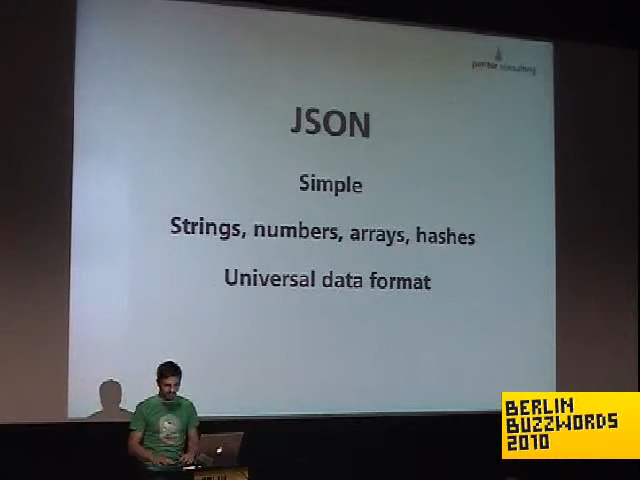 JSON
Simple
Strings, numbers, arrays, hashes
Universal data format
BERLIN
BUZZWORDS
2010